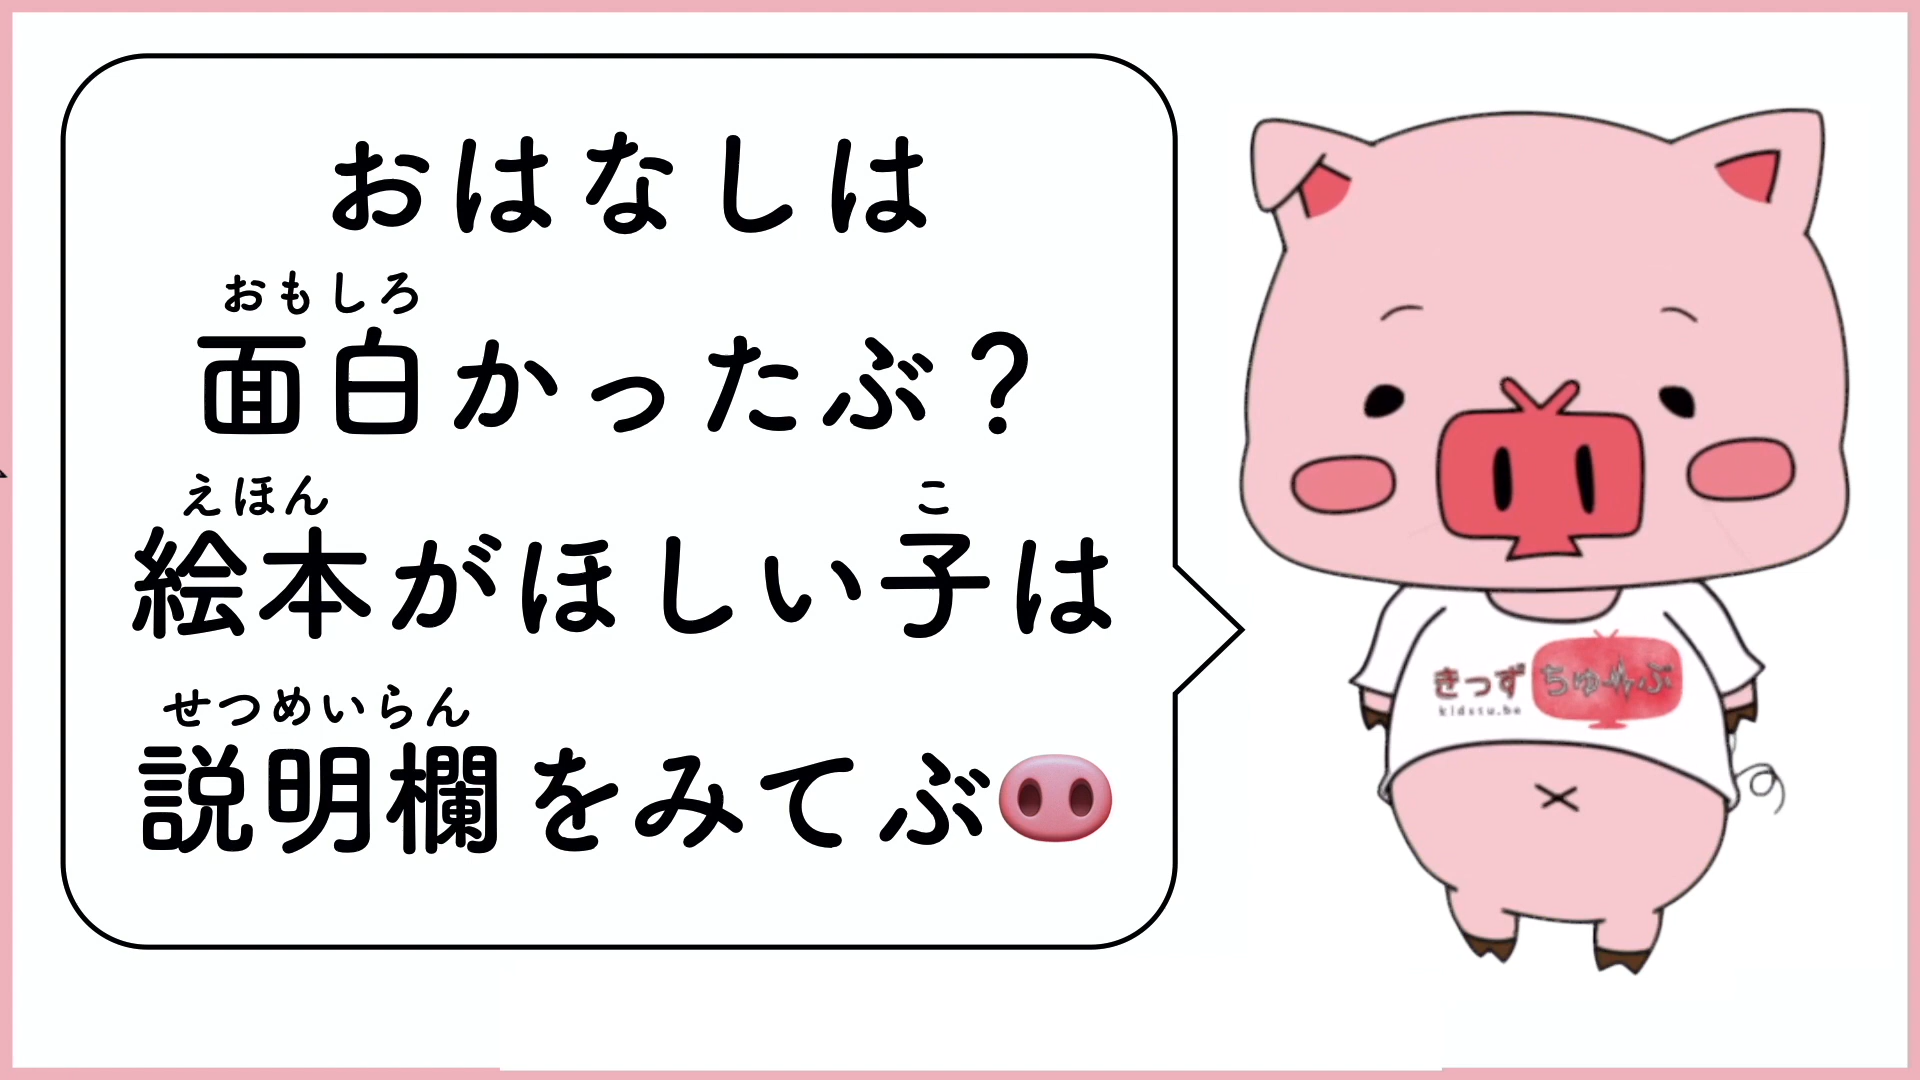 おはなしは
おもしろ
面白かったぶ？
えほん こ
絵本がほしい子は
せつめいらん
説明欄をみてぶ🐽
きっず ちゅーぶ
kidstu.be